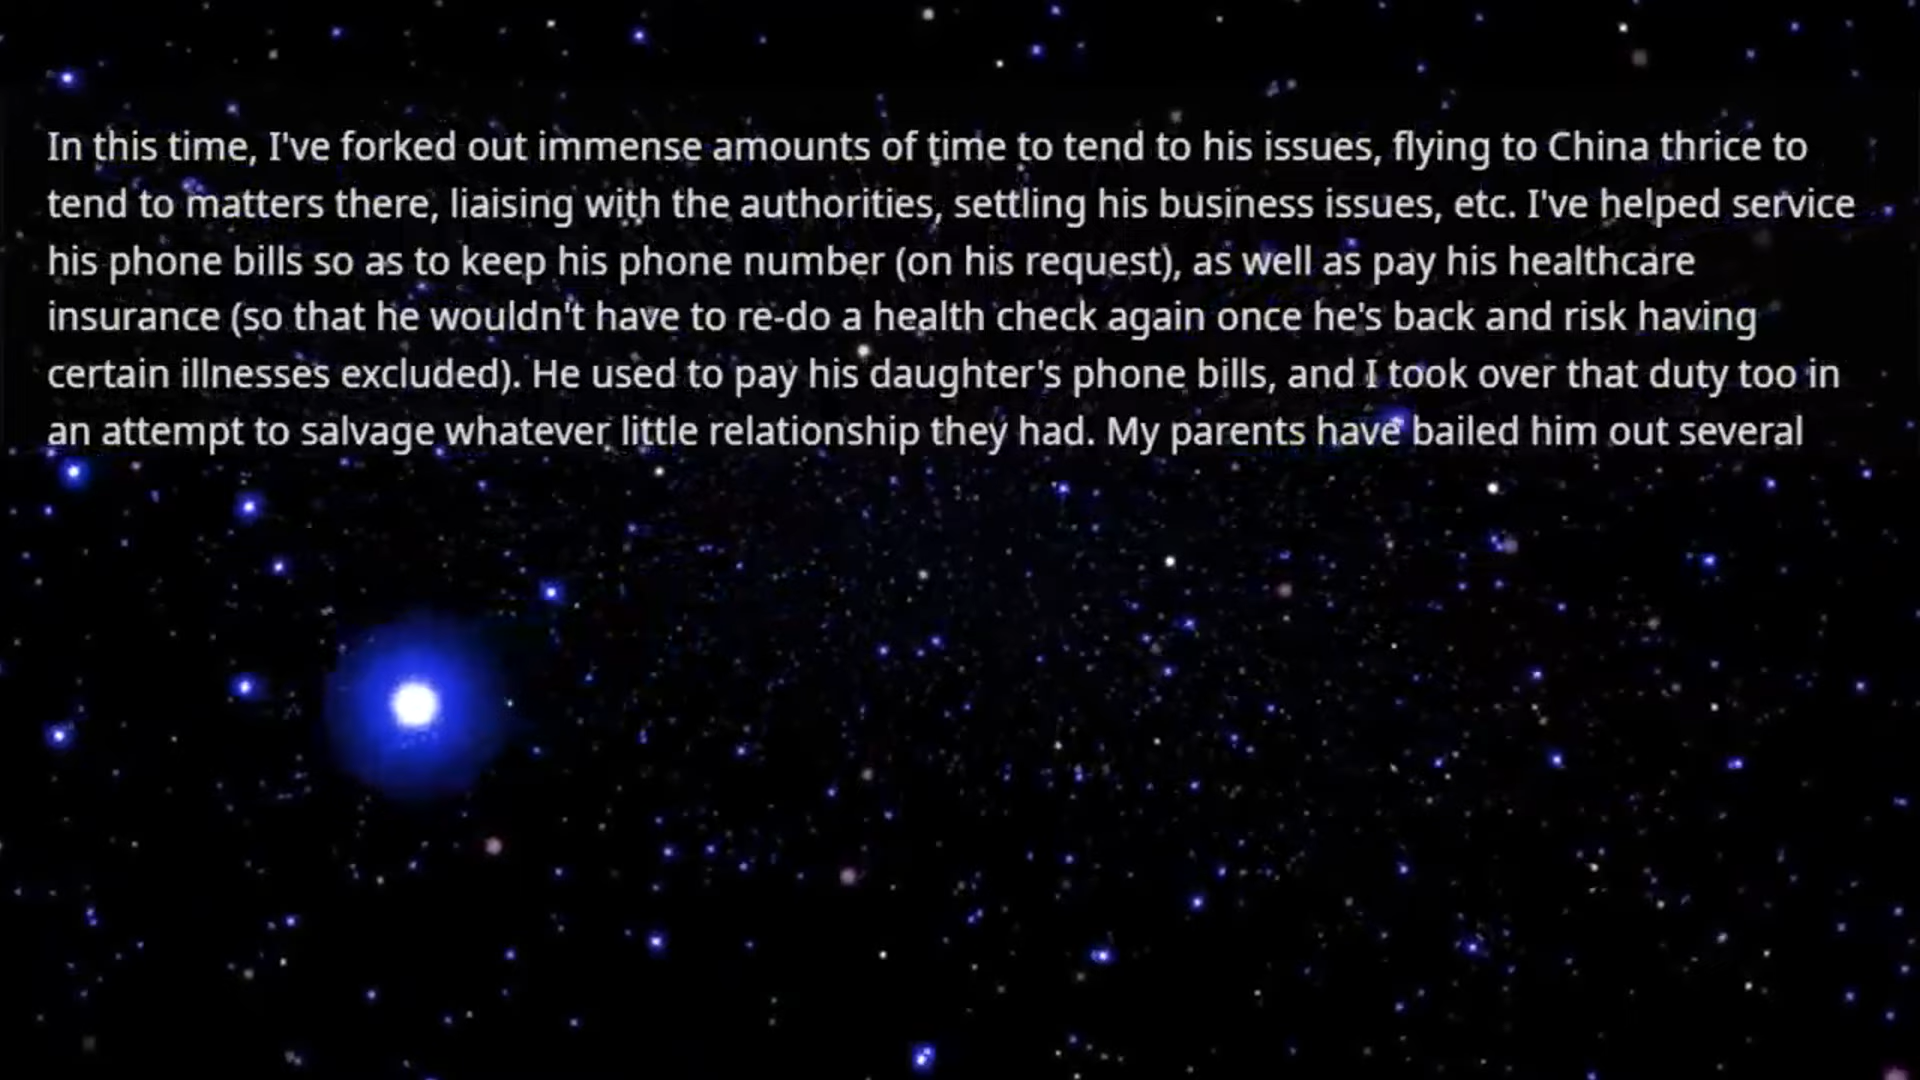 In this time, I've forked out immense amounts of time to tend to his issues, flying to China thrice to
tend to matters there, liaising with the authorities, settling his business issues, etc. I've helped service
his phone bills so as to keep his phone number (on his request), as well as pay his healthcare
insurance (so that he wouldn't have to re-do a health check again once he's back and risk having
certain illnesses excluded). He used to pay his daughter's phone bills, and I took over that duty too in
an attempt to salvage whatever little relationship they had. My parents have bailed him out several